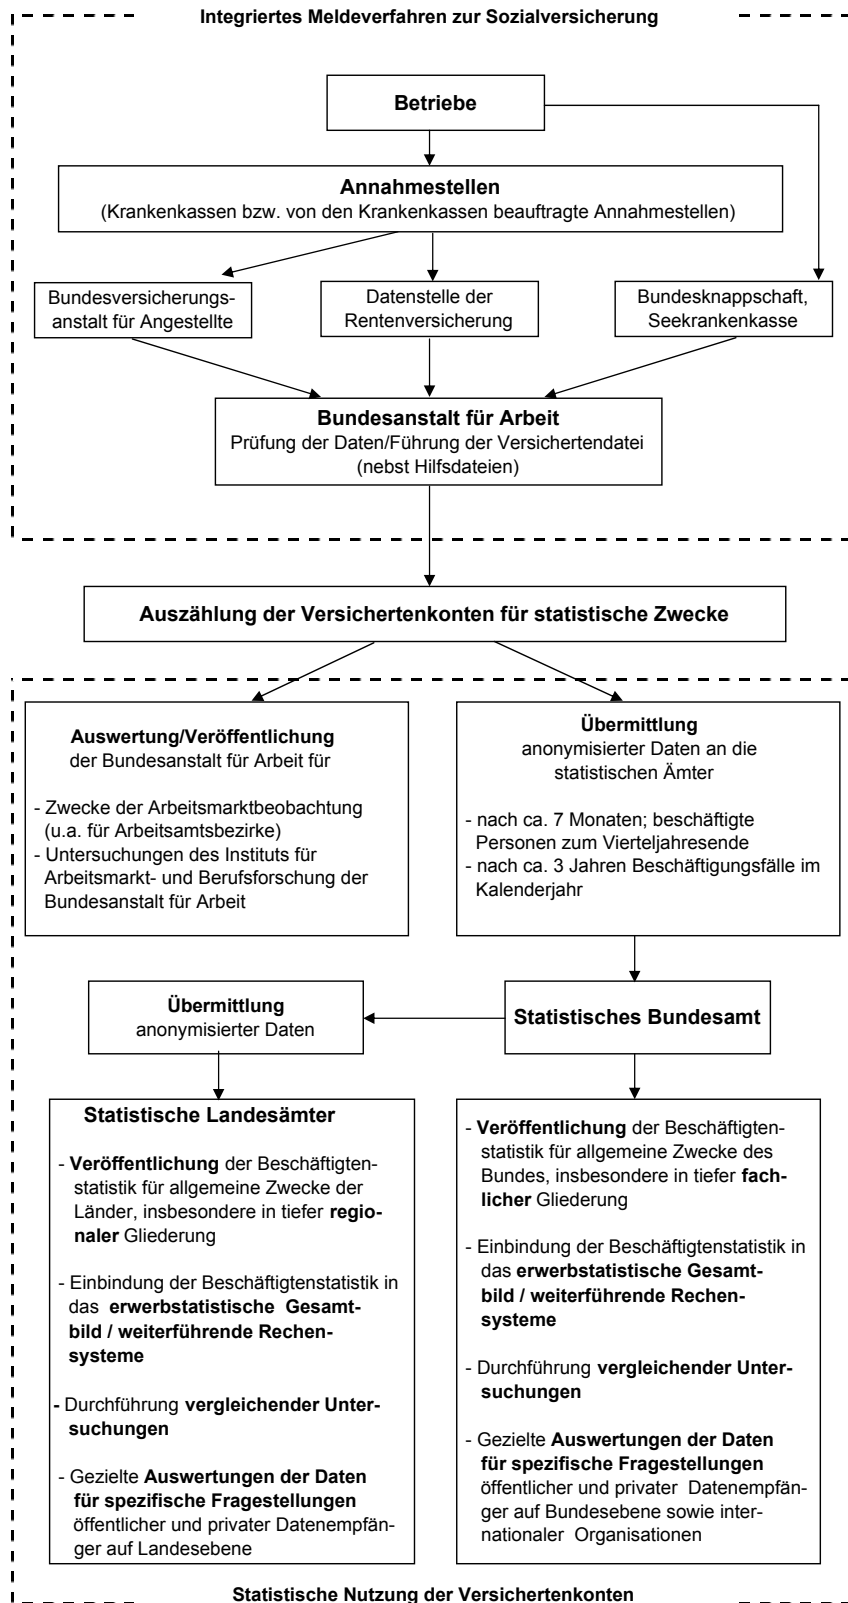 Integriertes Meldeverfahren zur Sozialversicherung
Betriebe
Annahmestellen
(Krankenkassen bzw. von den Krankenkassen beauftragte Annahmestellen)
Bundesversicherungs-
anstalt für Angestellte
Datenstelle der
Rentenversicherung
Bundesknappschaft,
Seekrankenkasse
Bundesanstalt für Arbeit
Prüfung der Daten/Führung der Versichertendatei
(nebst Hilfsdateien)
Auszählung der Versichertenkonten für statistische Zwecke
Auswertung/Veröffentlichung
der Bundesanstalt für Arbeit für
- Zwecke der Arbeitsmarktbeobachtung
(u.a. für Arbeitsamtsbezirke)
- Untersuchungen des Instituts für
Arbeitsmarkt- und Berufsforschung der
Bundesanstalt für Arbeit
Übermittlung
anonymisierter Daten an die
statistischen Ämter
- nach ca. 7 Monaten; beschäftigte
Personen zum Vierteljahresende
- nach ca. 3 Jahren Beschäftigungsfälle im
Kalenderjahr
Übermittlung
anonymisierter Daten
Statistisches Bundesamt
Statistische Landesämter
- Veröffentlichung der Beschäftigten-
statistik für allgemeine Zwecke der
Länder, insbesondere in tiefer regio-
naler Gliederung
- Einbindung der Beschäftigtenstatistik in
das erwerbstatistische Gesamt-
bild / weiterführende Rechen-
systeme
- Durchführung vergleichender Unter-
suchungen
- Gezielte Auswertungen der Daten
für spezifische Fragestellungen
öffentlicher und privater Datenempfän-
ger auf Landesebene
- Veröffentlichung der Beschäftigten-
statistik für allgemeine Zwecke des
Bundes, insbesondere in tiefer fach-
licher Gliederung
- Einbindung der Beschäftigtenstatistik in
das erwerbstatistische Gesamt-
bild / weiterführende Rechen-
systeme
- Durchführung vergleichender Unter-
suchungen
- Gezielte Auswertungen der Daten
für spezifische Fragestellungen
öffentlicher und privater Datenempfän-
ger auf Bundesebene sowie inter-
nationaler Organisationen
Statistische Nutzung der Versichertenkonten